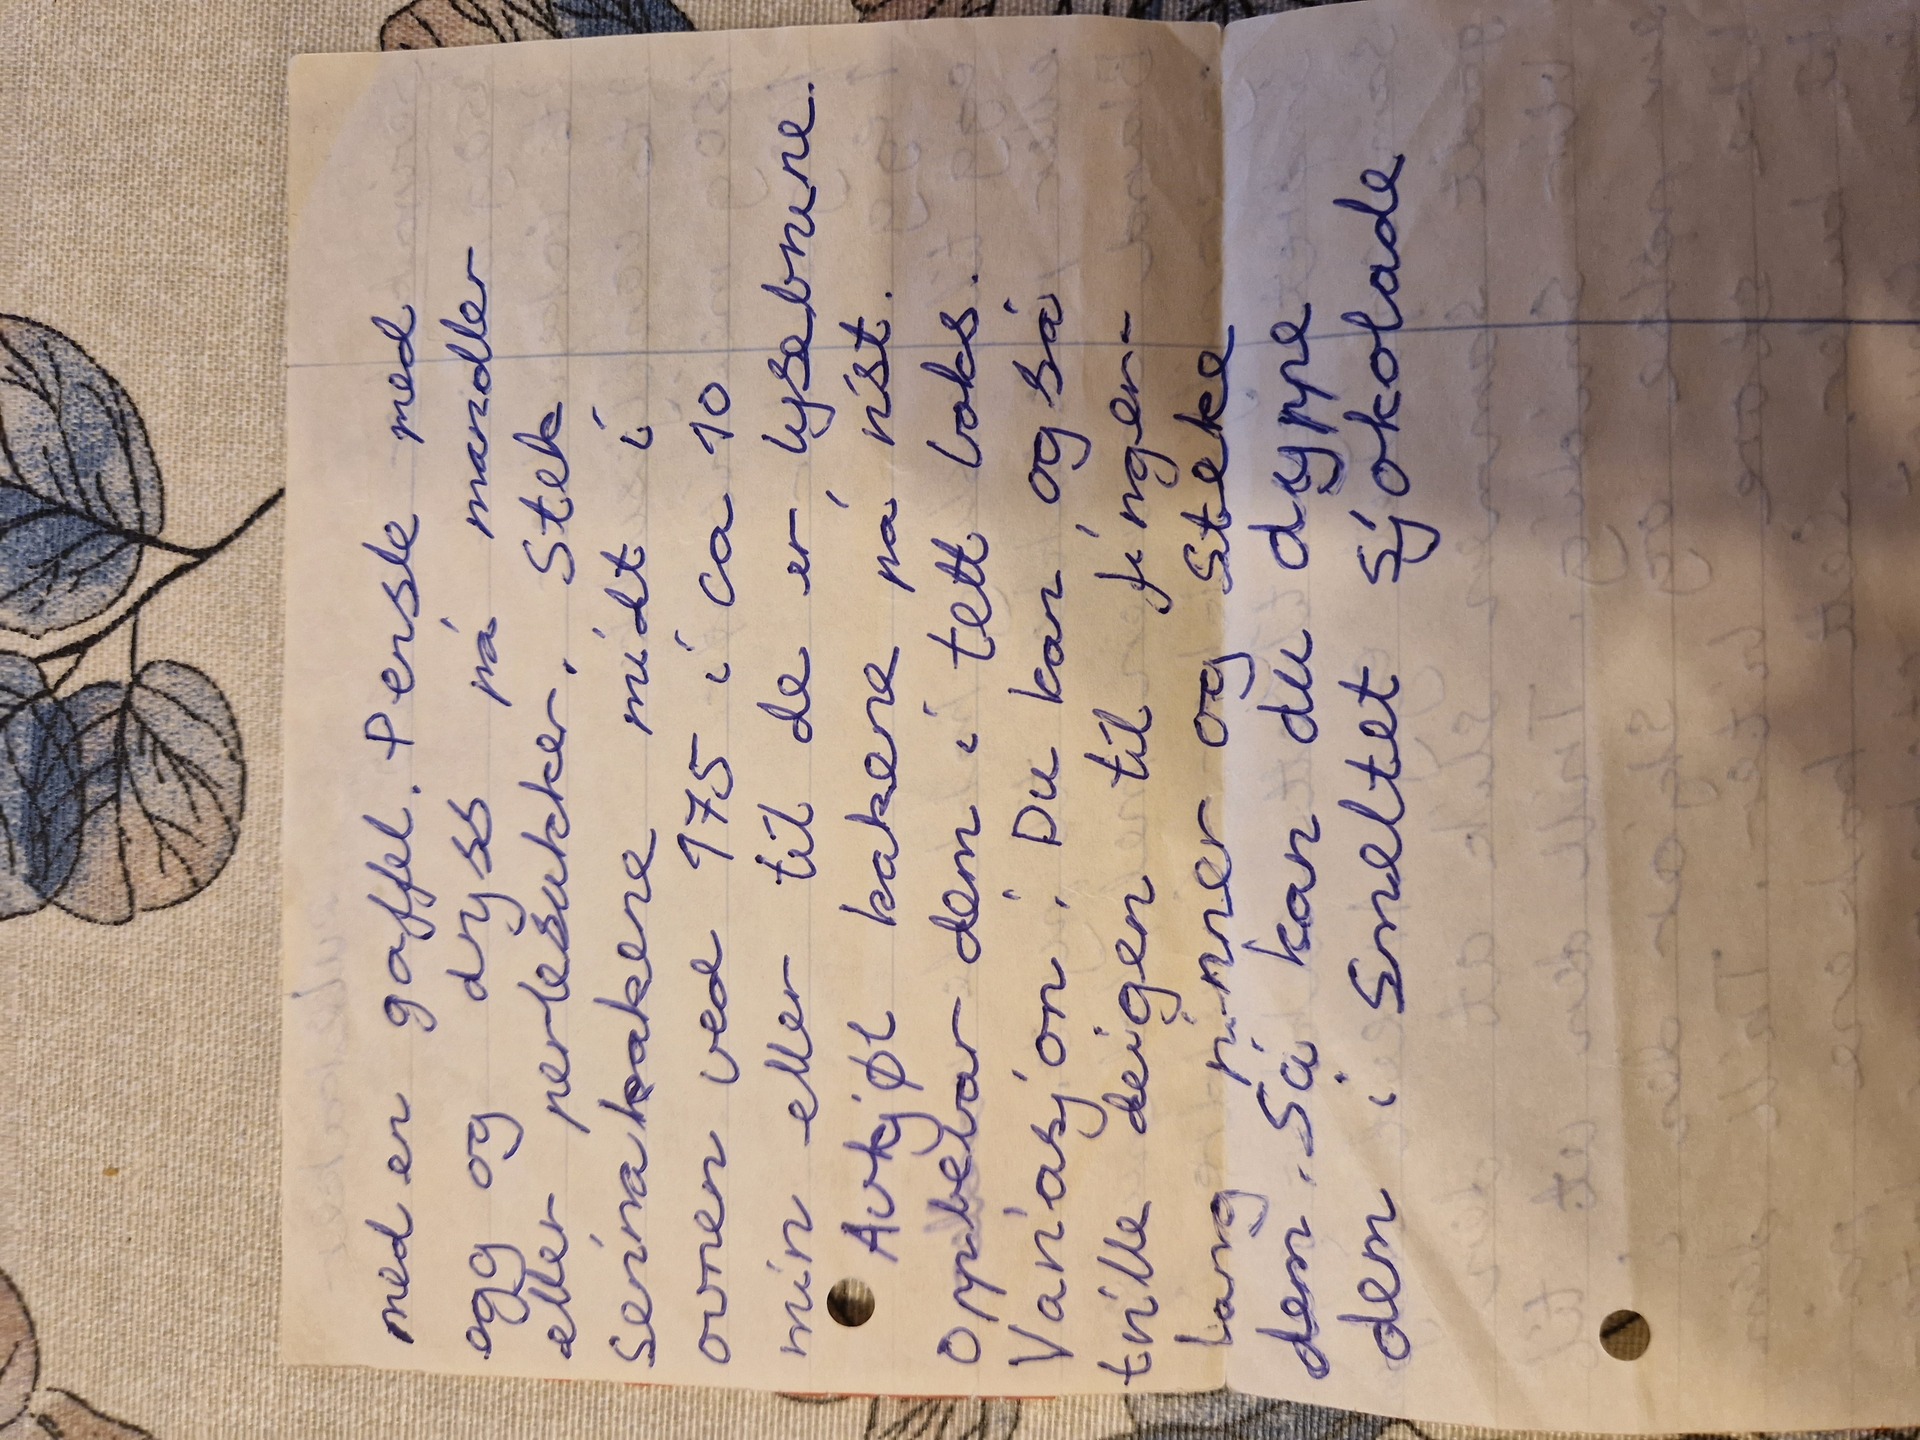 med en gaffel. Pensle med
egg og dryss på mandler
eller perlesukker. Stek
serinakakene midt i
ovnen ved 175 i ca 10
min eller til de er lysebrune.
Avkjøl kakene på rist.
Oppbevar dem i tett boks.
Variasjon: Du kan også
trille deigen til finger-
lang pinner og steke
dem. Så kan du dyppe
dem i smeltet sjokolade